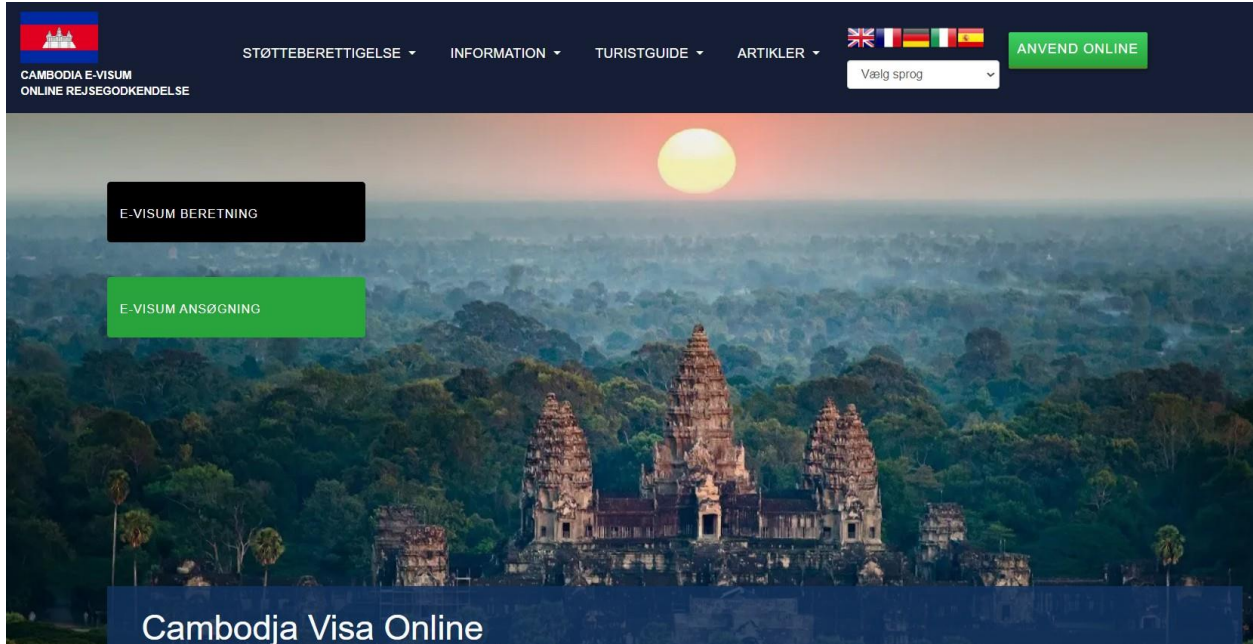 CAMBODIA E-VISUM
ONLINE REJSEGODKENDELSE
STØTTEBERETTIGELSE
INFORMATION
TURISTGUIDE
ARTIKLER
Vælg sprog
ANVEND ONLINE
E-VISUM BERETNING
E-VISUM ANSØGNING
Cambodja Visa Online